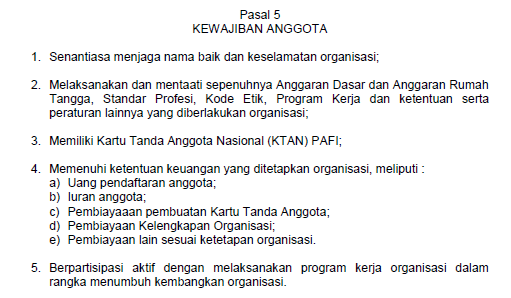 Pasal 5
KEWAJIBAN ANGGOTA
1. Senantiasa menjaga nama baik dan keselamatan organisasi;
2. Melaksanakan dan mentaati sepenuhnya Anggaran Dasar dan Anggaran Rumah
Tangga, Standar Profesi, Kode Etik, Program Kerja dan ketentuan serta
peraturan lainnya yang diberlakukan organisasi;
3. Memiliki Kartu Tanda Anggota Nasional (KTAN) PAFI;
4. Memenuhi ketentuan keuangan yang ditetapkan organisasi, meliputi :
a) Uang pendaftaran anggota;
b) Iuran anggota;
c) Pembiayaaan pembuatan Kartu Tanda Anggota;
d) Pembiayaan Kelengkapan Organisasi;
e) Pembiayaan lain sesuai ketetapan organisasi.
5. Berpartisipasi aktif dengan melaksanakan program kerja organisasi dalam
rangka menumbuh kembangkan organisasi.